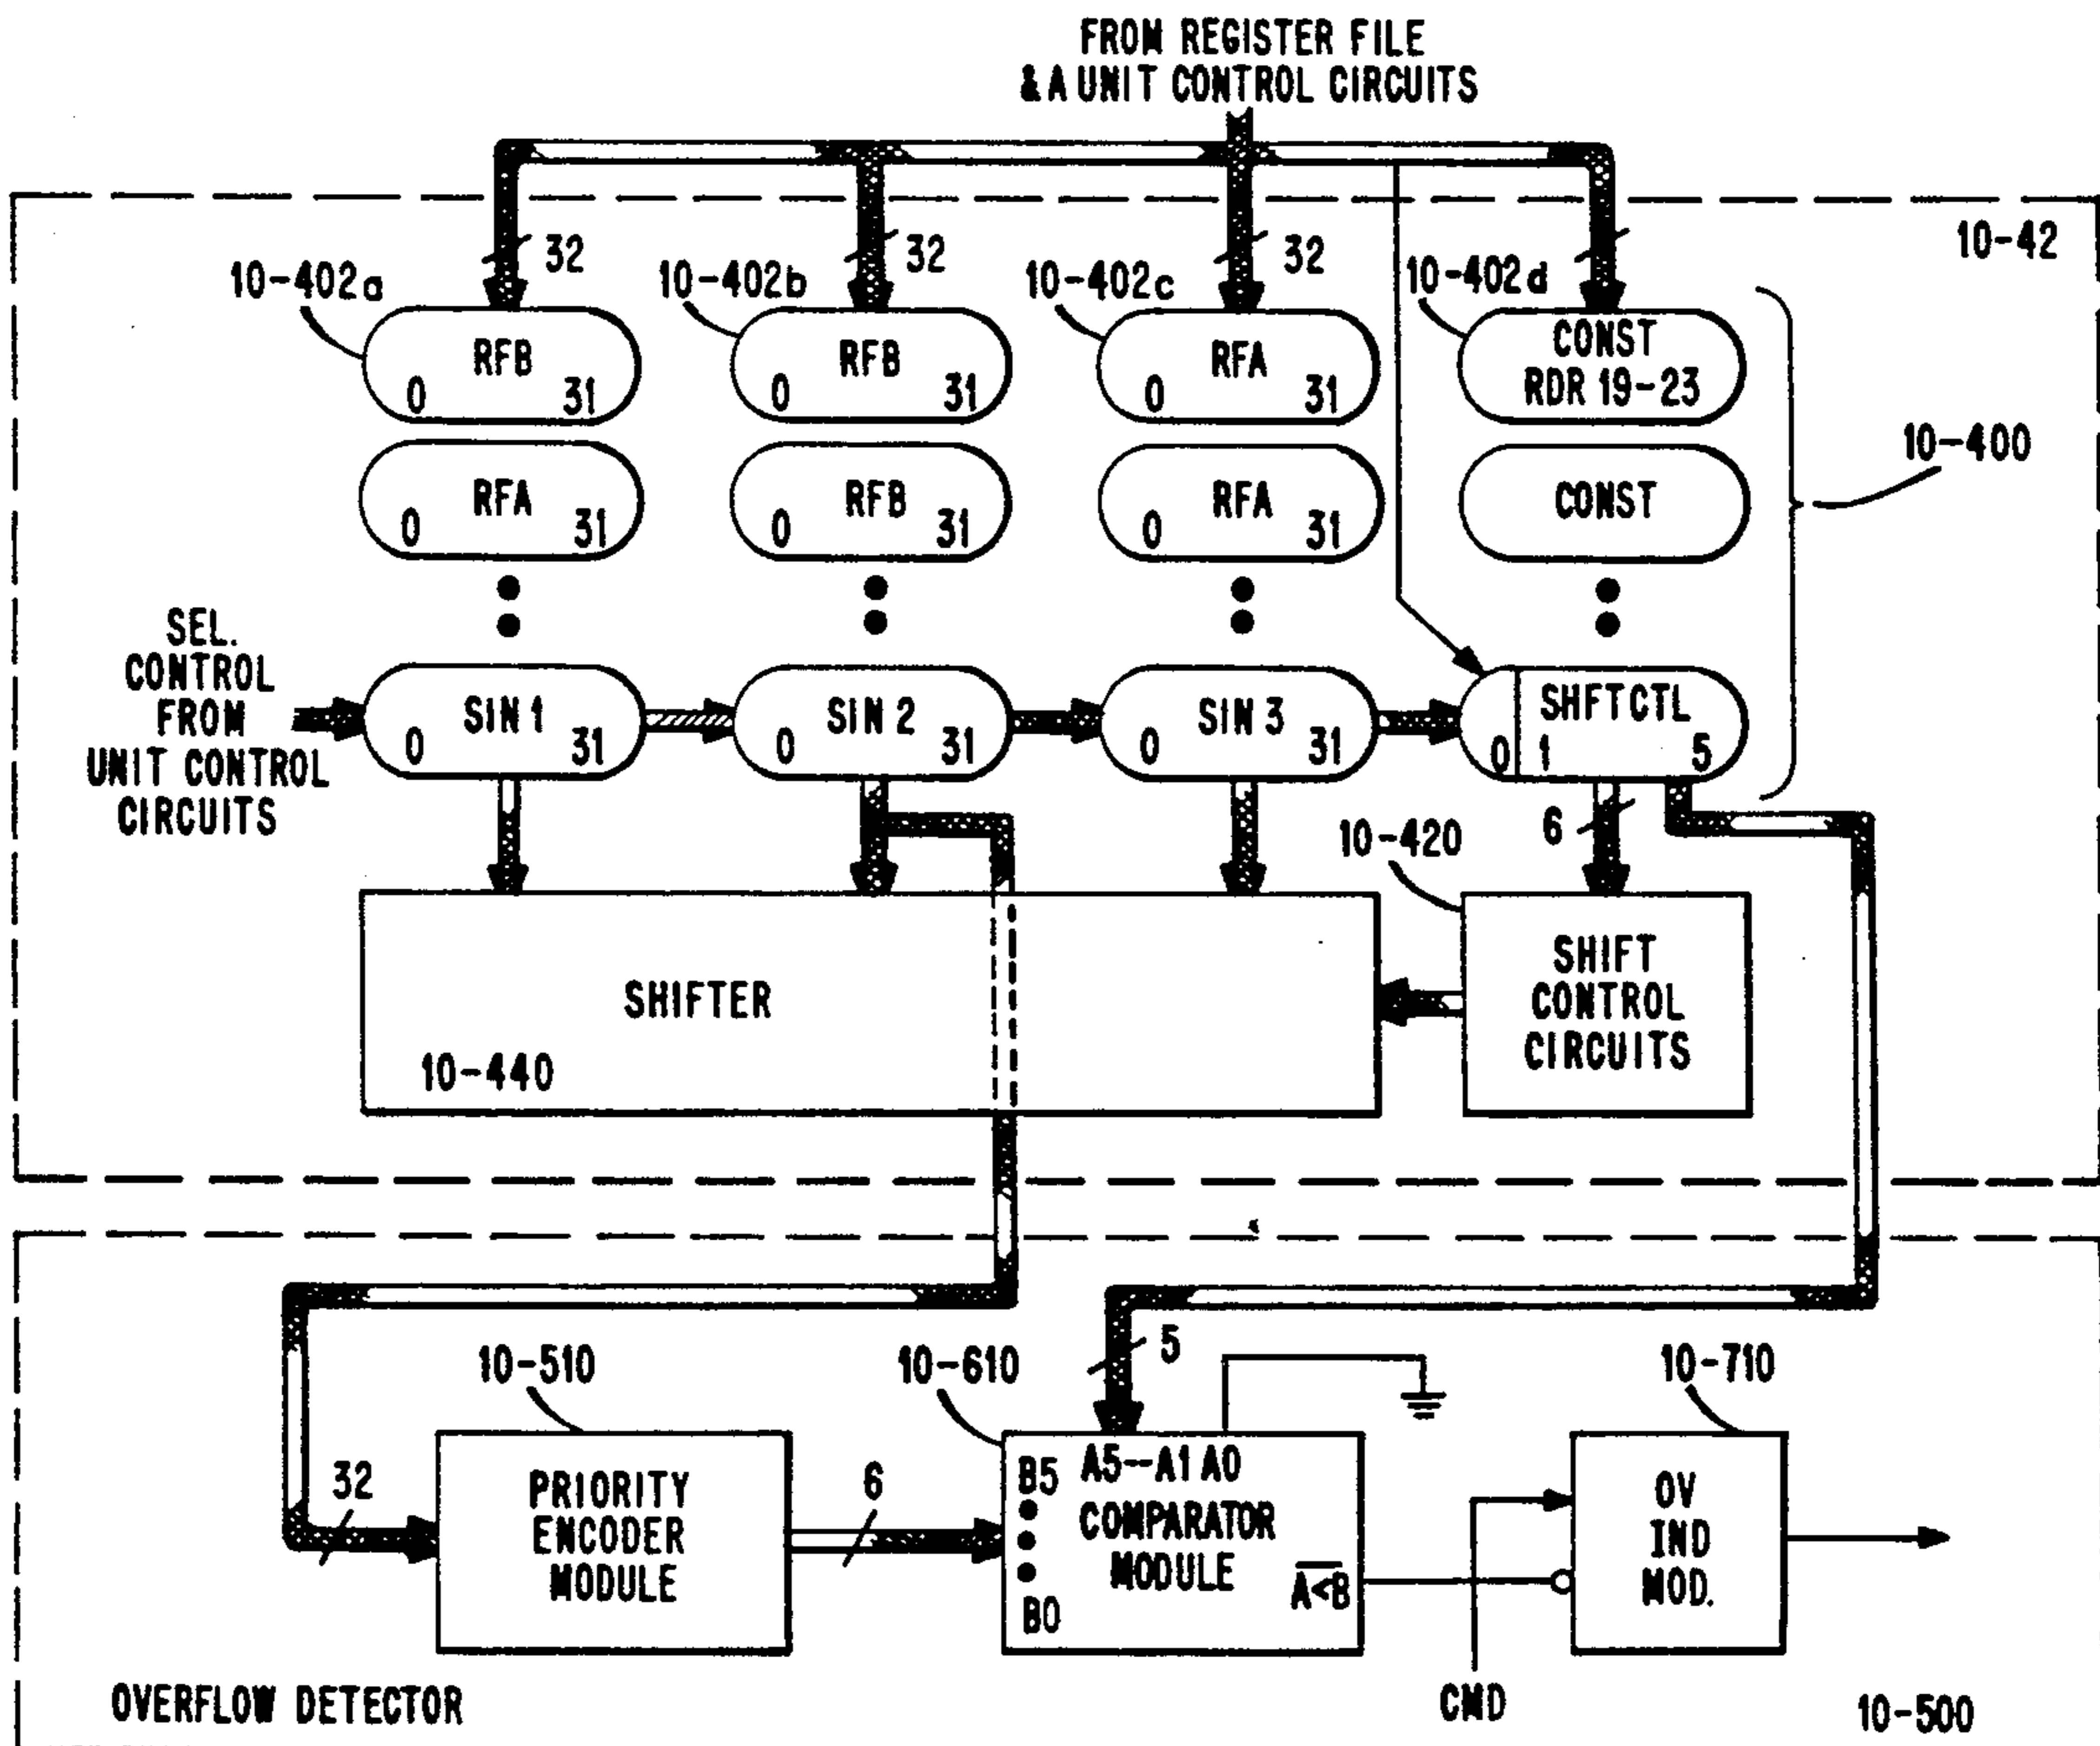 FROM REGISTER FILE
& A UNIT CONTROL CIRCUITS
10-42
32
32
32
10-402a
10-402b
10-402c
10-402d
RFB
0 31
RFB
0 31
RFA
0 31
CONST
RDR 19-23
10-400
RFA
0 31
RFB
0 31
RFA
0 31
CONST
SEL.
CONTROL
FROM
UNIT CONTROL
CIRCUITS
SIN 1
0 31
SIN 2
0 31
SIN 3
0 31
SHFTCTL
0 1 5
6
10-420
SHIFTER
10-440
SHIFT
CONTROL
CIRCUITS
5
10-510
10-610
10-710
32
PRIORITY
ENCODER
MODULE
6
B5 A5--A1 A0
COMPARATOR
MODULE
B0
A<B
OV
IND
MOD.
CMD
OVERFLOW DETECTOR
10-500